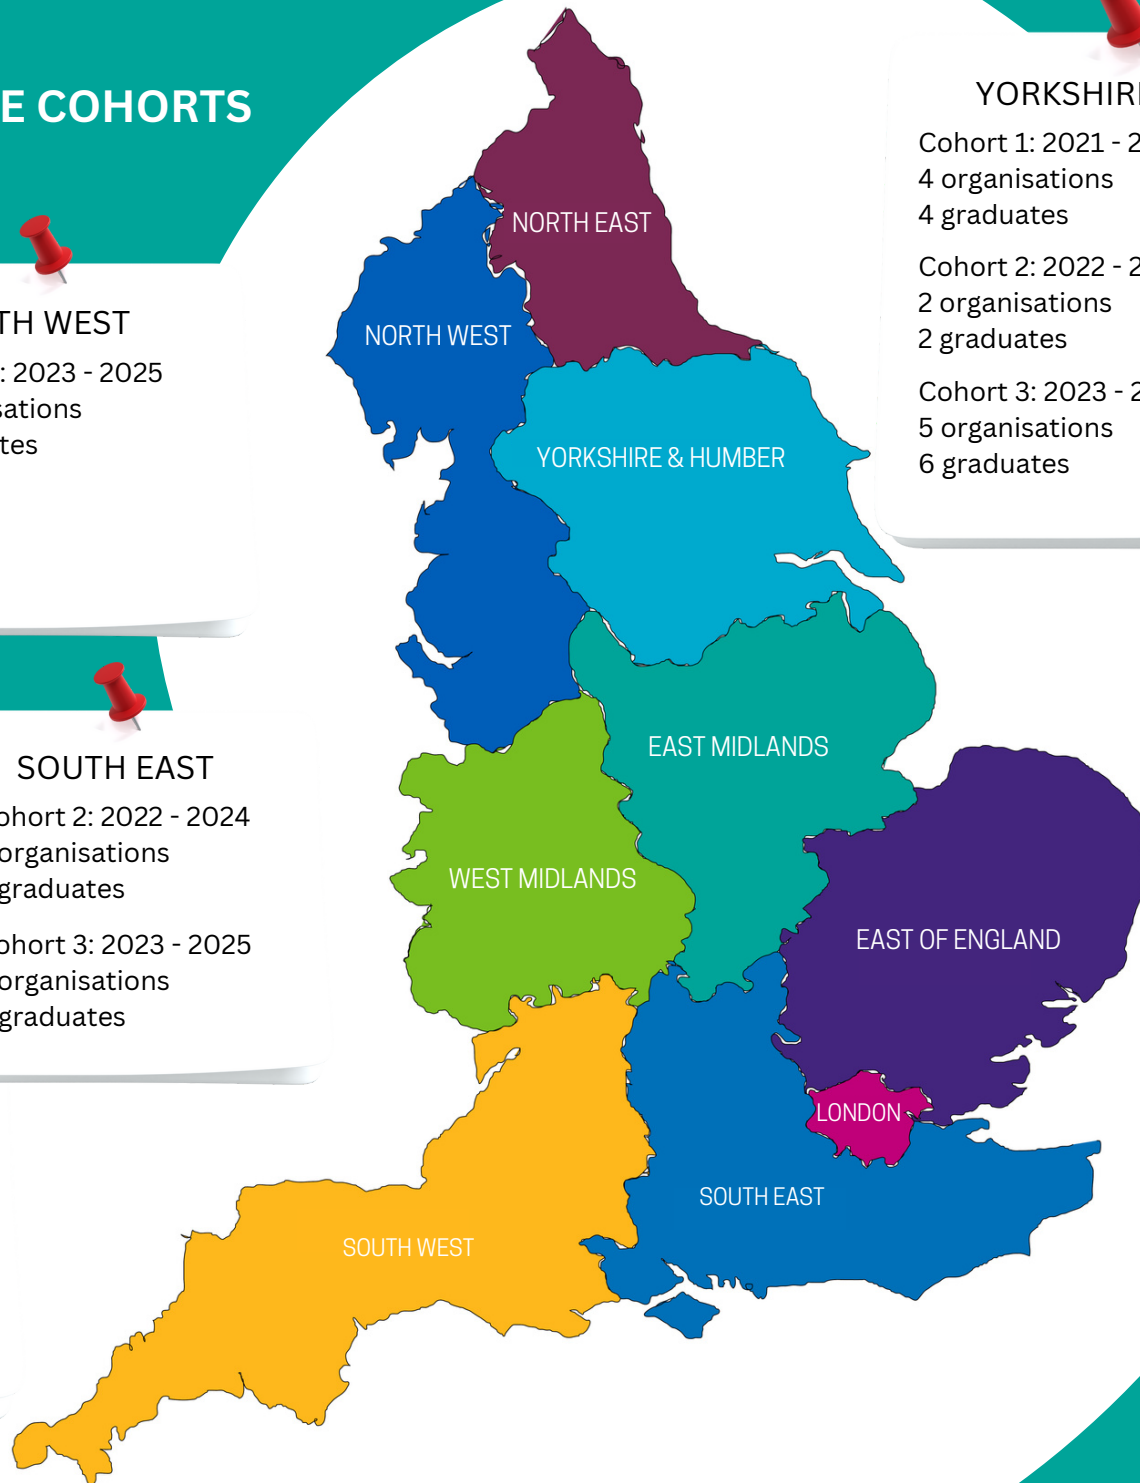 E COHORTS
TH WEST
: 2023 - 2025
sations
tes
SOUTH EAST
ohort 2: 2022 - 2024
organisations
graduates
ohort 3: 2023 - 2025
organisations
graduates
NORTH EAST
NORTH WEST
YORKSHIRE & HUMBER
EAST MIDLANDS
WEST MIDLANDS
EAST OF ENGLAND
LONDON
SOUTH EAST
SOUTH WEST
YORKSHIR
Cohort 1: 2021 - 2
4 organisations
4 graduates
Cohort 2: 2022 - 2
2 organisations
2 graduates
Cohort 3: 2023 - 2
5 organisations
6 graduates